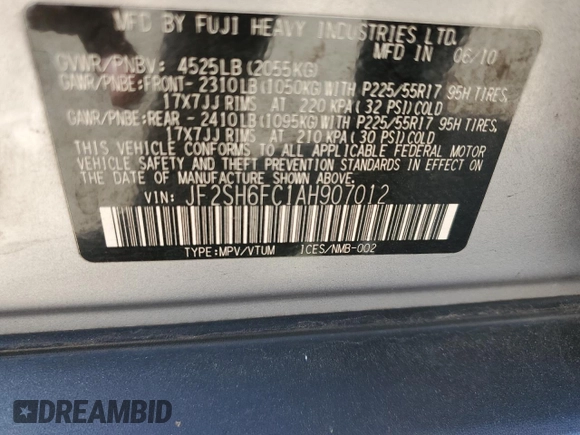 MFD BY FUJI HEAVY INDUSTRIES LTD.
GVWR/PNBV: 4525LB(2055KG) MFD IN 06/10
GAWR/PNBE:FRONT-2310LB(1050KG)WITH P225/55R17 95H TIRES,
17X7JJ RIMS AT 220 KPA(32 PSI)COLD
GAWR/PNBE:REAR -2410LB(1095KG)WITH P225/55R17 95H TIRES,
17X7JJ RIMS AT 210 KPA(30 PSI)COLD
THIS VEHICLE CONFORMS TO ALL APPLICABLE FEDERAL MOTOR
VEHICLE SAFETY AND THEFT PREVENTION STANDARDS IN EFFECT ON
THE DATE OF MANUFACTURE SHOWN ABOVE.
VIN: JF2SH6FC1AH907012
TYPE:MPV/VTUM ICES/NMB-002
DREAMBID